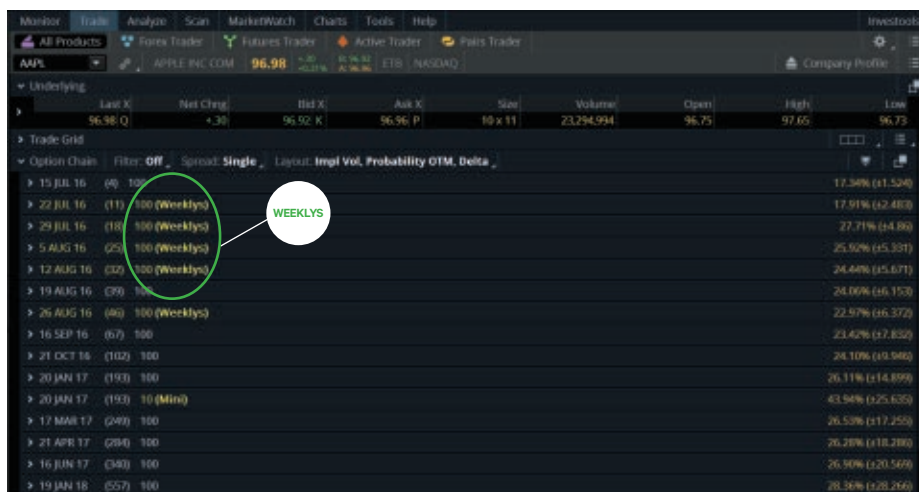 Monitor Trade Analyze Scan MarketWatch Charts Tools Help Investools
All Products Forex Trader Futures Trader Active Trader Pairs Trader
AAPL APPLE INC COM 96.98 +.30 +0.31% B: 96.92 A: 96.96 ETB NASDAQ Company Profile
Underlying
Last X Net Chng Bid X Ask X Size Volume Open High Low
96.98 Q +.30 96.92 K 96.96 P 10 x 11 23,294,994 96.75 97.65 96.73
Trade Grid
Option Chain Filter: Off Spread: Single Layout: Impl Vol, Probability OTM, Delta
15 JUL 16 (4) 100 17.34% (±1.524)
22 JUL 16 (11) 100 (Weeklys) 17.91% (±2.483)
WEEKLYS
29 JUL 16 (18) 100 (Weeklys) 27.71% (±4.86)
5 AUG 16 (25) 100 (Weeklys) 25.92% (±5.331)
12 AUG 16 (32) 100 (Weeklys) 24.44% (±5.671)
19 AUG 16 (39) 100 24.06% (±6.153)
26 AUG 16 (46) 100 (Weeklys) 22.97% (±6.372)
16 SEP 16 (67) 100 23.42% (±7.832)
21 OCT 16 (102) 100 24.10% (±9.946)
20 JAN 17 (193) 100 26.11% (±14.899)
20 JAN 17 (193) 10 (Mini) 43.94% (±25.635)
17 MAR 17 (249) 100 26.53% (±17.255)
21 APR 17 (284) 100 26.28% (±18.286)
16 JUN 17 (340) 100 26.90% (±20.569)
19 JAN 18 (557) 100 28.36% (±28.266)